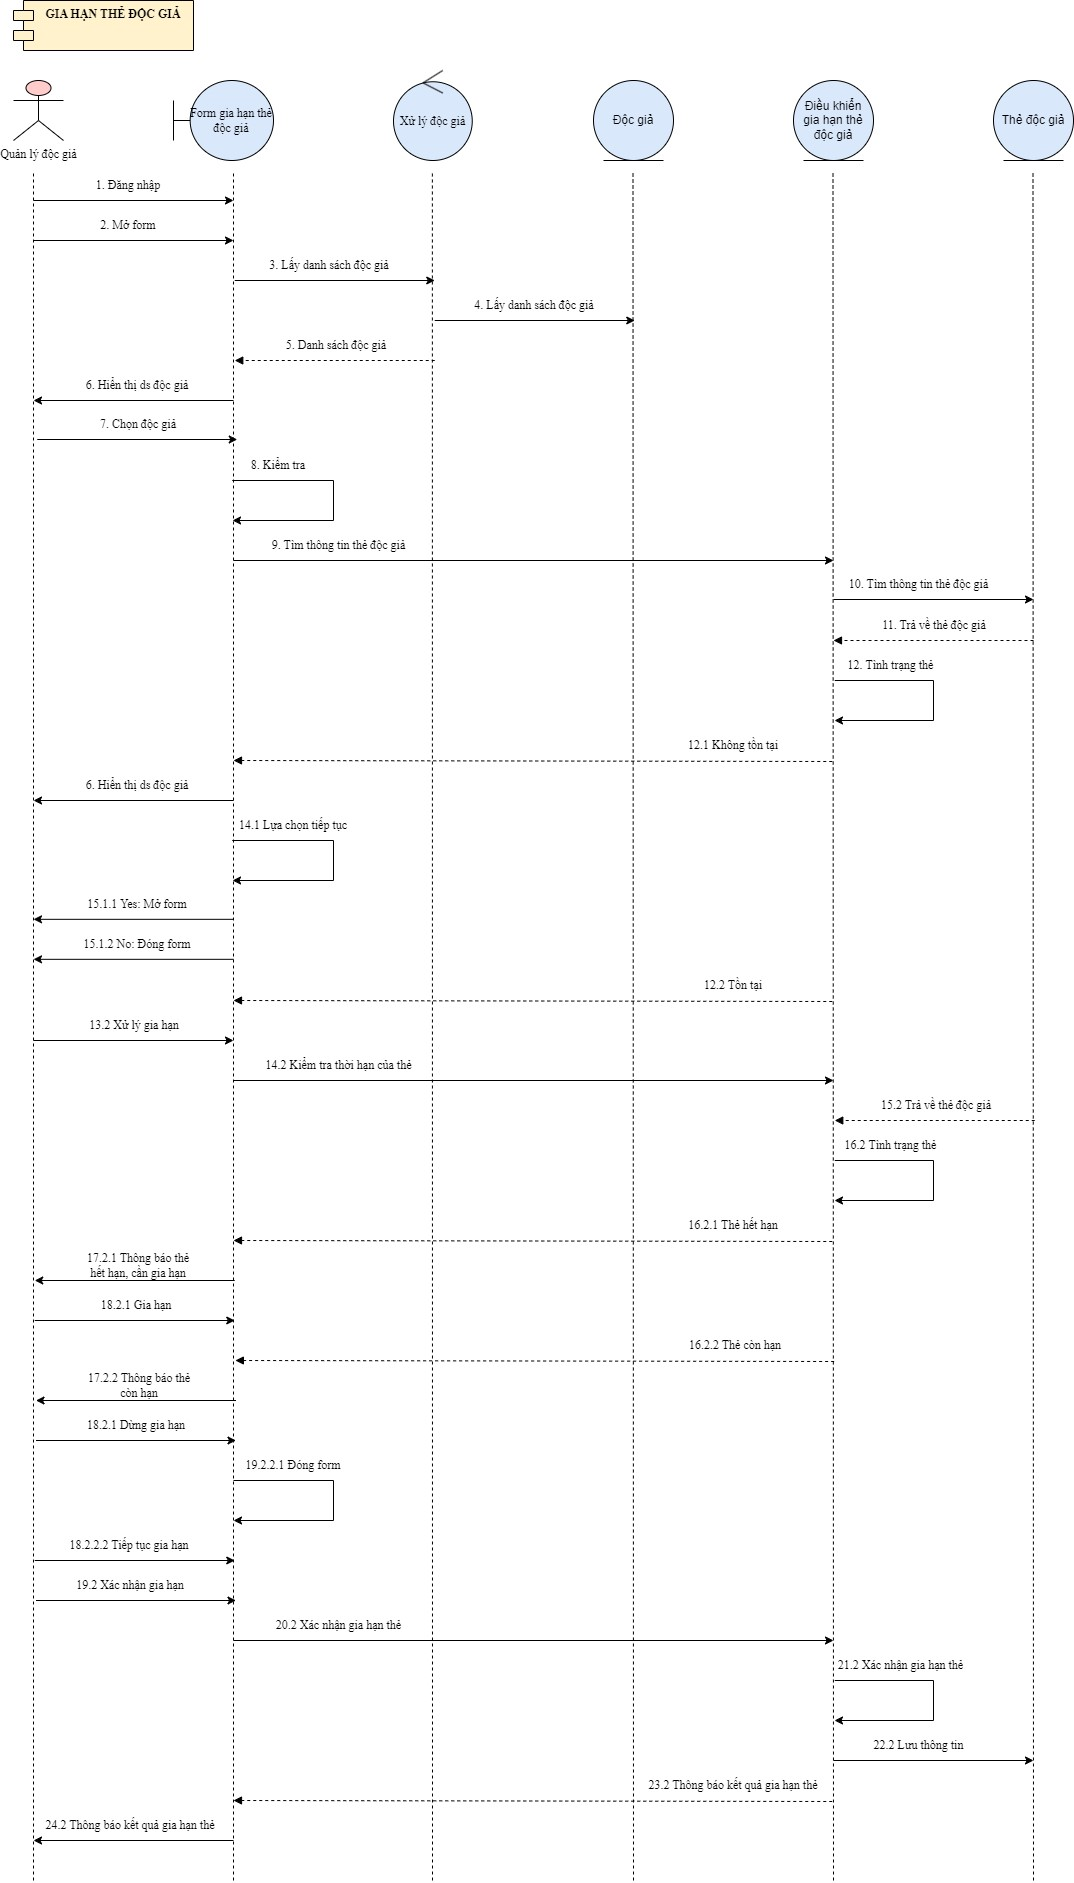 GIA HẠN THẺ ĐỘC GIẢ
Quản lý độc giả
Form gia hạn thẻ
độc giả
Xử lý độc giả
Độc giả
Điều khiển
gia hạn thẻ
độc giả
Thẻ độc giả
1. Đăng nhập
2. Mở form
3. Lấy danh sách độc giả
4. Lấy danh sách độc giả
5. Danh sách độc giả
6. Hiển thị ds độc giả
7. Chọn độc giả
8. Kiểm tra
9. Tìm thông tin thẻ độc giả
10. Tìm thông tin thẻ độc giả
11. Trả về thẻ độc giả
12. Tình trạng thẻ
12.1 Không tồn tại
6. Hiển thị ds độc giả
14.1 Lựa chọn tiếp tục
15.1.1 Yes: Mở form
15.1.2 No: Đóng form
12.2 Tồn tại
13.2 Xử lý gia hạn
14.2 Kiểm tra thời hạn của thẻ
15.2 Trả về thẻ độc giả
16.2 Tình trạng thẻ
16.2.1 Thẻ hết hạn
17.2.1 Thông báo thẻ
hết hạn, cần gia hạn
18.2.1 Gia hạn
16.2.2 Thẻ còn hạn
17.2.2 Thông báo thẻ
còn hạn
18.2.1 Dừng gia hạn
19.2.2.1 Đóng form
18.2.2.2 Tiếp tục gia hạn
19.2 Xác nhận gia hạn
20.2 Xác nhận gia hạn thẻ
21.2 Xác nhận gia hạn thẻ
22.2 Lưu thông tin
23.2 Thông báo kết quả gia hạn thẻ
24.2 Thông báo kết quả gia hạn thẻ